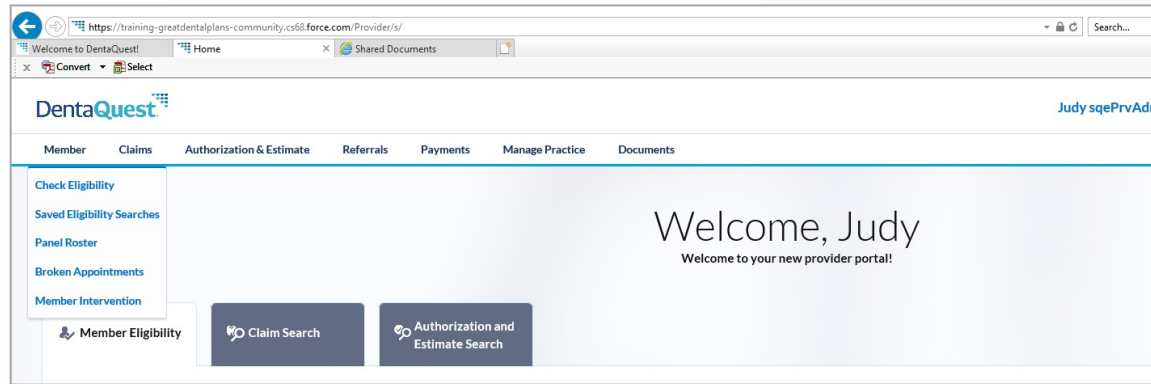 https://training-greatdentalplans-community.cs68.force.com/Provider/s/
Search...
Welcome to DentaQuest!
Home
Shared Documents
x Convert Select
DentaQuest
Judy sqePrvAd
Member Claims Authorization & Estimate Referrals Payments Manage Practice Documents
Check Eligibility
Saved Eligibility Searches
Panel Roster
Broken Appointments
Member Intervention
Welcome, Judy
Welcome to your new provider portal!
Member Eligibility
Claim Search
Authorization and
Estimate Search